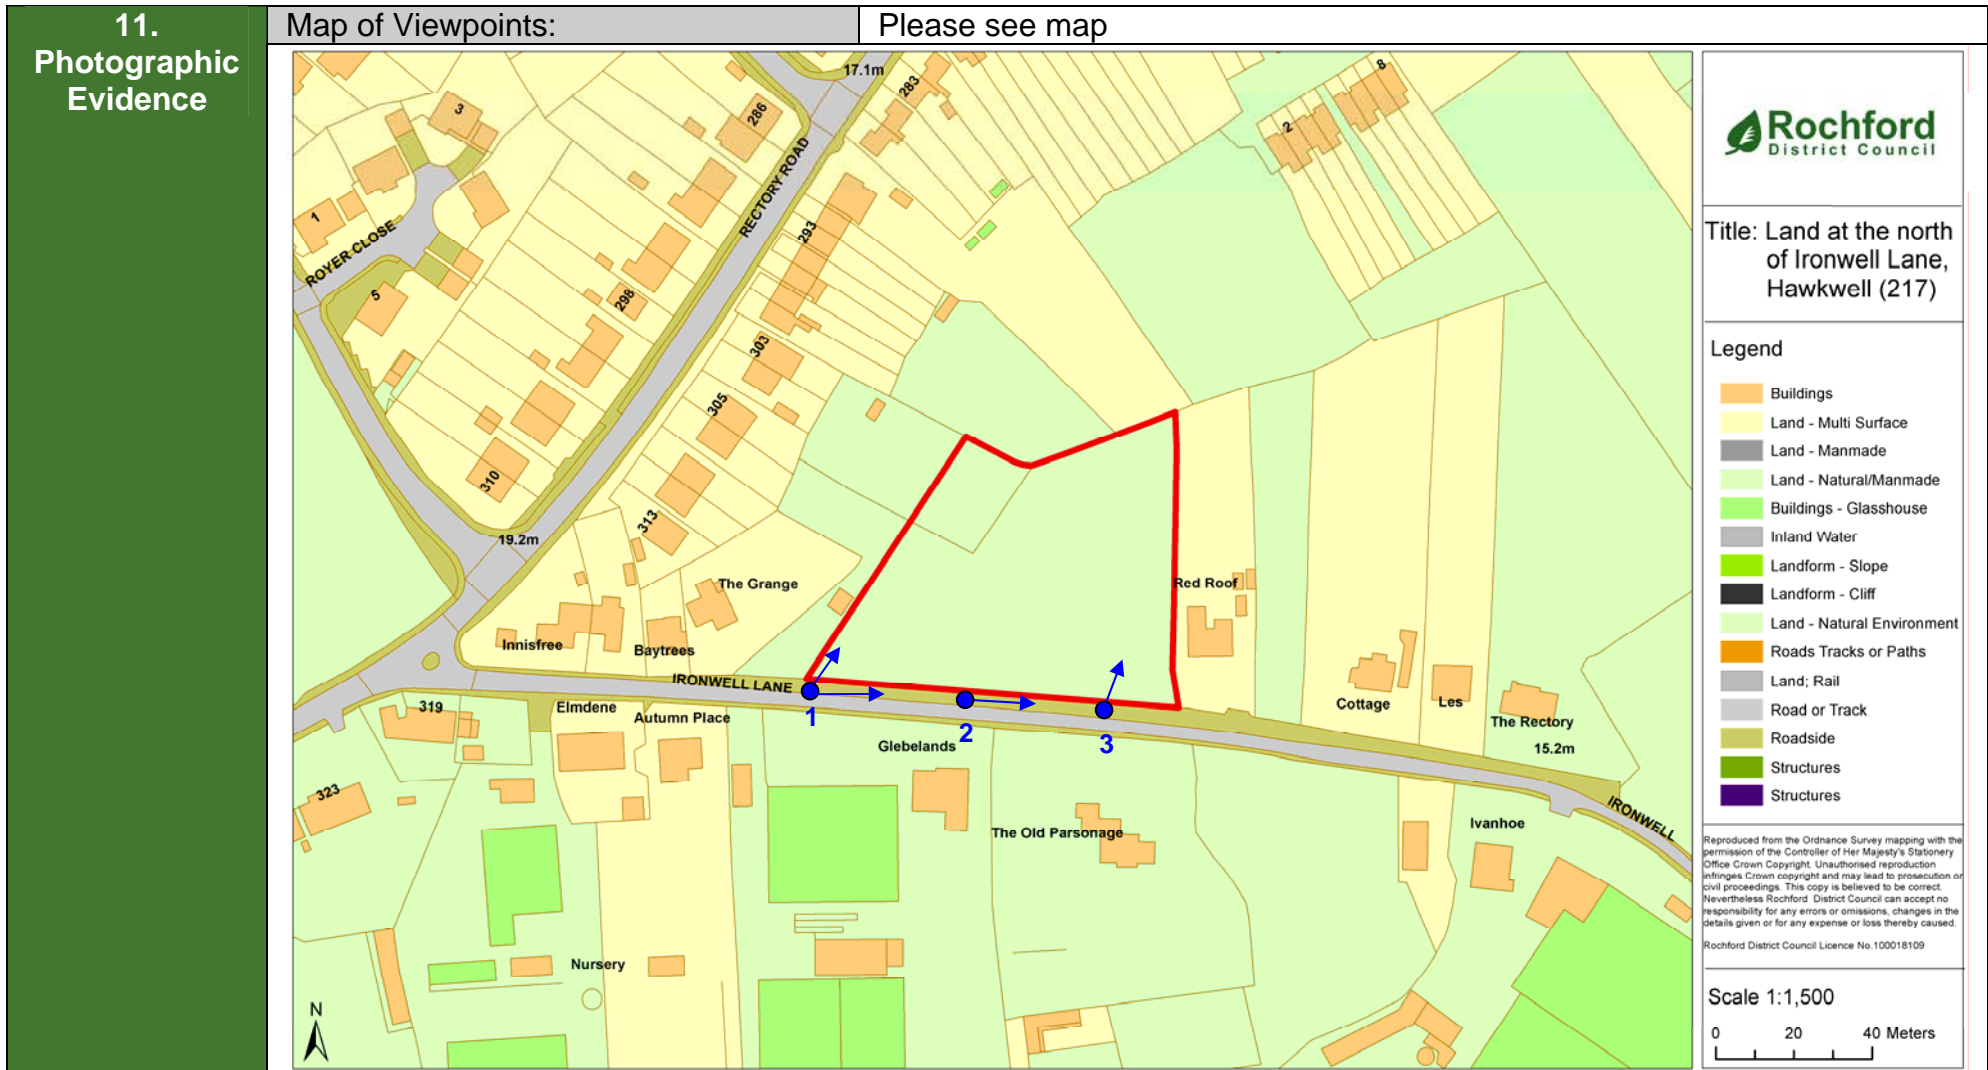 11.
Photographic
Evidence
Map of Viewpoints:
Please see map
17.1m
283
8
3
286
2
RECTORY ROAD
1
ROYER CLOSE
293
5
298
303
305
310
313
19.2m
The Grange
Red Roof
Innisfree
Baytrees
IRONWELL LANE
319
Elmdene
Autumn Place
1
2
3
Glebelands
Cottage
Les
The Rectory
15.2m
323
The Old Parsonage
Ivanhoe
IRONWELL
Nursery
N
Rochford
District Council
Title: Land at the north
of Ironwell Lane,
Hawkwell (217)
Legend
Buildings
Land - Multi Surface
Land - Manmade
Land - Natural/Manmade
Buildings - Glasshouse
Inland Water
Landform - Slope
Landform - Cliff
Land - Natural Environment
Roads Tracks or Paths
Land; Rail
Road or Track
Roadside
Structures
Structures
Reproduced from the Ordnance Survey mapping with the
permission of the Controller of Her Majesty's Stationery
Office Crown Copyright. Unauthorised reproduction
infringes Crown copyright and may lead to prosecution or
civil proceedings. This copy is believed to be correct.
Nevertheless Rochford District Council can accept no
responsibility for any errors or omissions, changes in the
details given or for any expense or loss thereby caused.
Rochford District Council Licence No.100018109
Scale 1:1,500
0 20 40 Meters